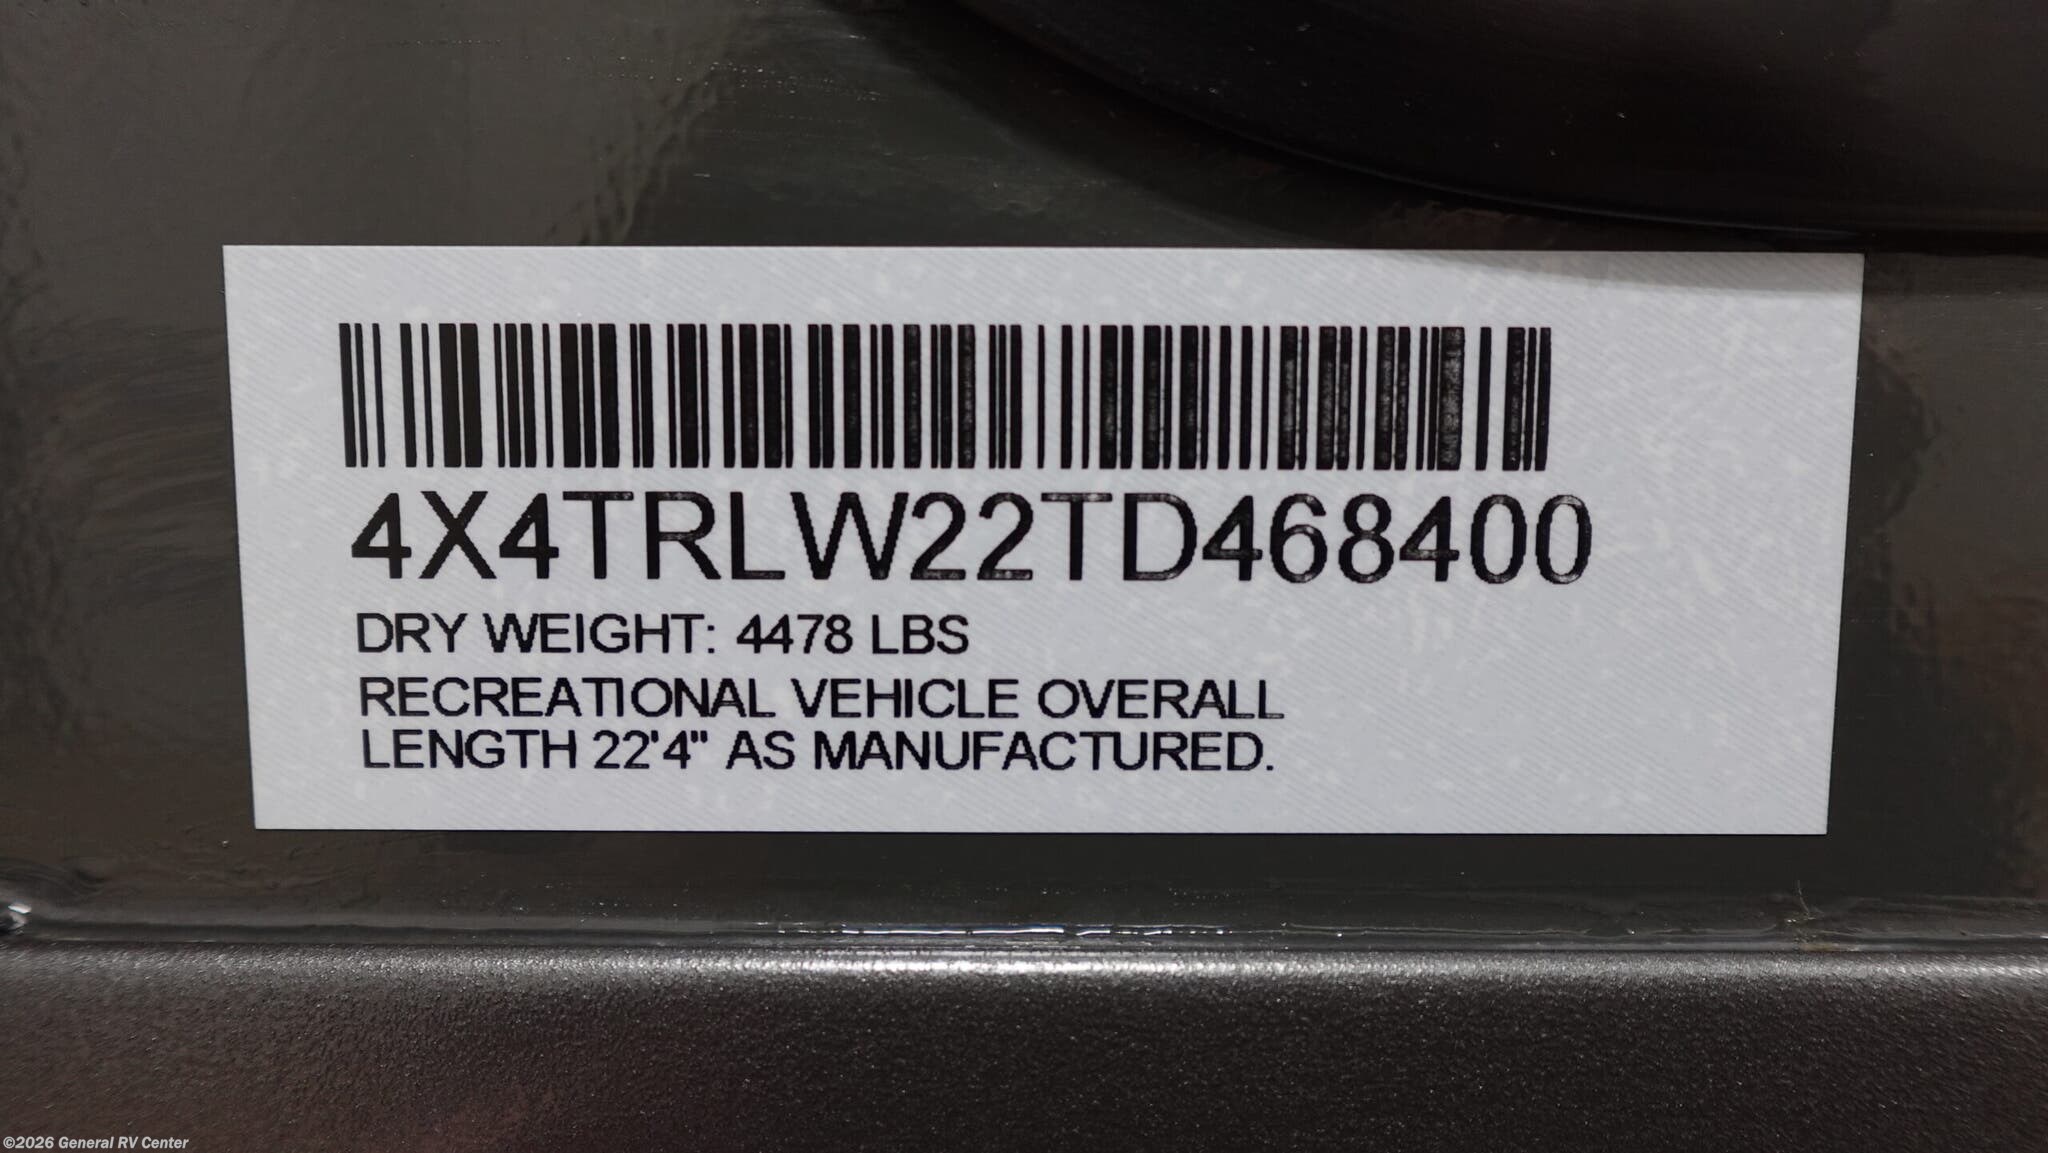 4X4TRLW22TD468400
DRY WEIGHT: 4478 LBS
RECREATIONAL VEHICLE OVERALL
LENGTH 22'4" AS MANUFACTURED.
©2026 General RV Center